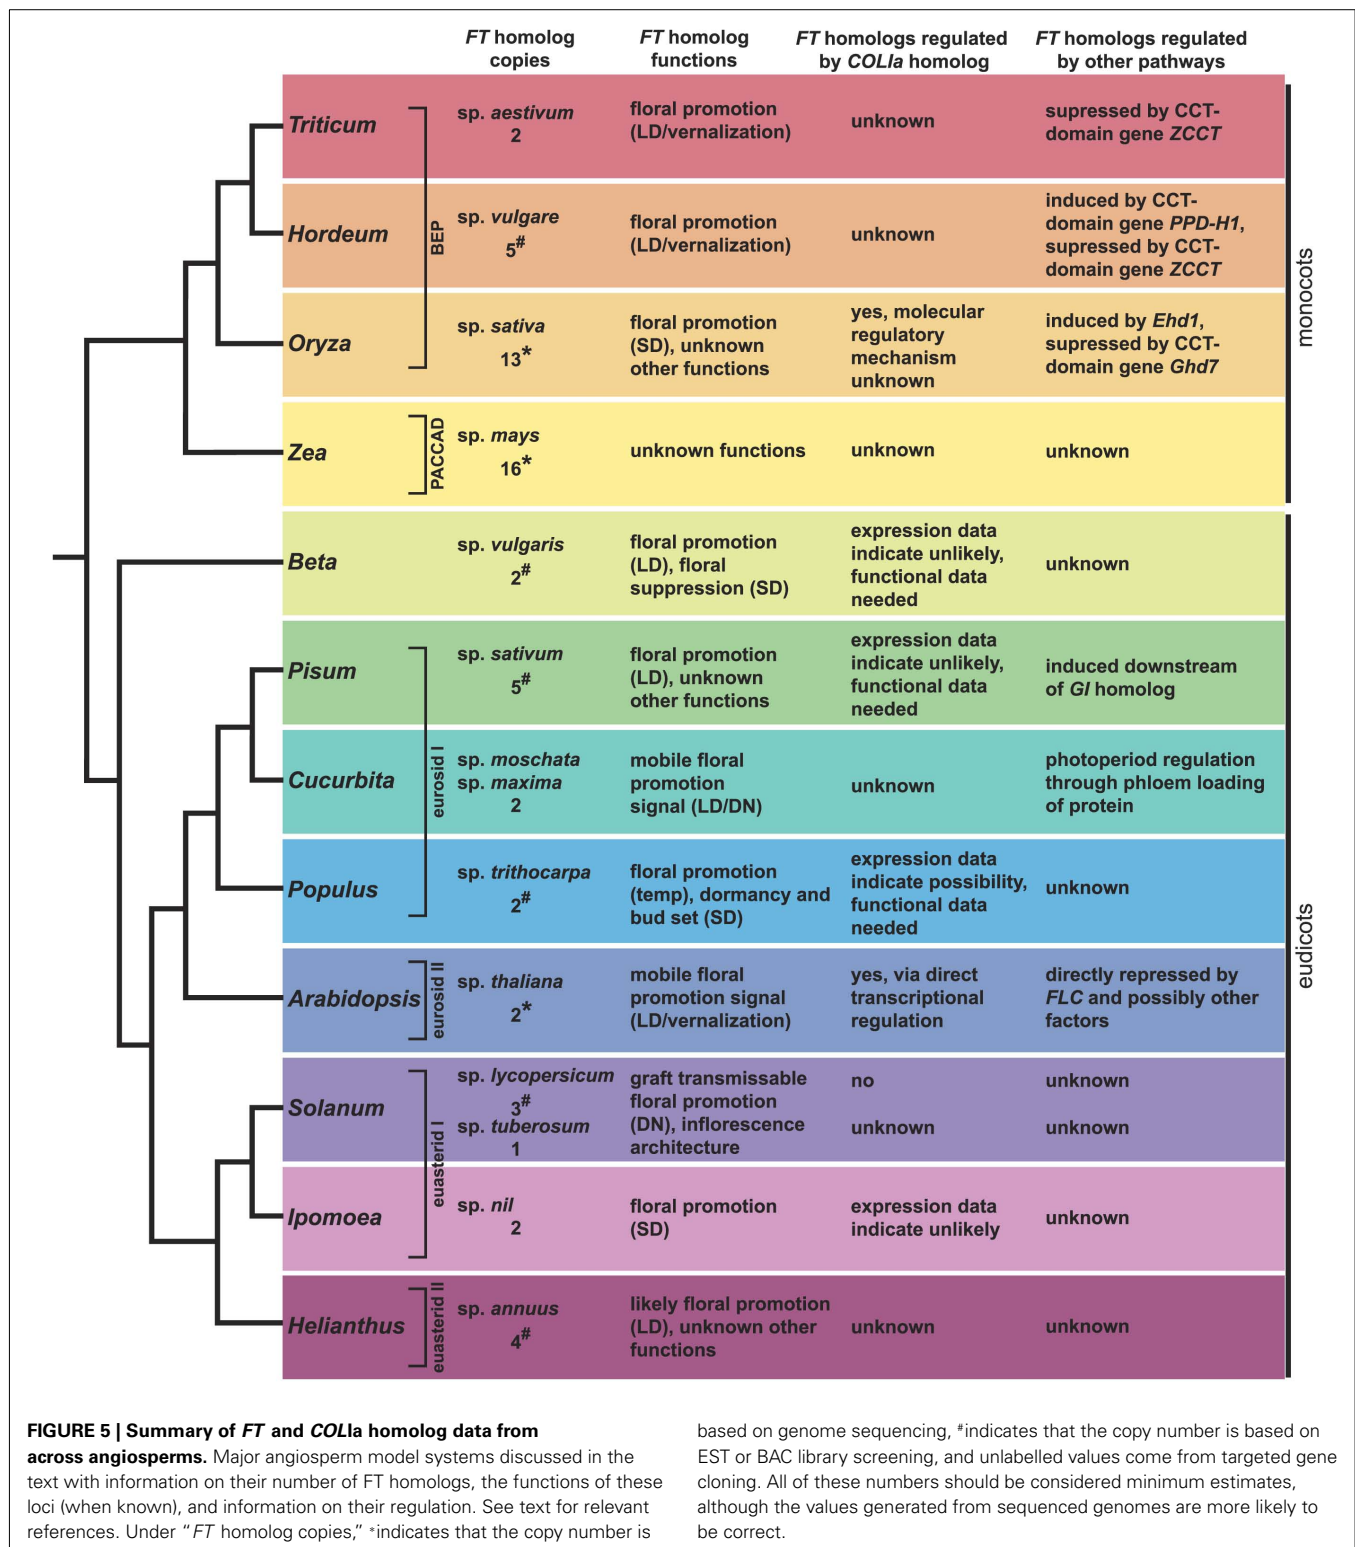 FT homolog copies
FT homolog functions
FT homologs regulated by COLIa homolog
FT homologs regulated by other pathways
Triticum
BEP
sp. aestivum
2
floral promotion
(LD/vernalization)
unknown
supressed by CCT-
domain gene ZCCT
Hordeum
sp. vulgare
5#
floral promotion
(LD/vernalization)
unknown
induced by CCT-
domain gene PPD-H1,
supressed by CCT-
domain gene ZCCT
Oryza
sp. sativa
13*
floral promotion
(SD), unknown
other functions
yes, molecular
regulatory
mechanism
unknown
induced by Ehd1,
supressed by CCT-
domain gene Ghd7
monocots
Zea
PACCAD
sp. mays
16*
unknown functions
unknown
unknown
Beta
sp. vulgaris
2#
floral promotion
(LD), floral
suppression (SD)
expression data
indicate unlikely,
functional data
needed
unknown
Pisum
sp. sativum
5#
floral promotion
(LD), unknown
other functions
expression data
indicate unlikely,
functional data
needed
induced downstream
of GI homolog
Cucurbita
eurosid I
sp. moschata
sp. maxima
2
mobile floral
promotion
signal (LD/DN)
unknown
photoperiod regulation
through phloem loading
of protein
Populus
sp. trithocarpa
2#
floral promotion
(temp), dormancy and
bud set (SD)
expression data
indicate possibility,
functional data
needed
unknown
eudicots
Arabidopsis
eurosid II
sp. thaliana
2*
mobile floral
promotion signal
(LD/vernalization)
yes, via direct
transcriptional
regulation
directly repressed by
FLC and possibly other
factors
Solanum
euasterid I
sp. lycopersicum
3#
sp. tuberosum
1
graft transmissable
floral promotion
(DN), inflorescence
architecture
no
unknown
unknown
unknown
Ipomoea
sp. nil
2
floral promotion
(SD)
expression data
indicate unlikely
unknown
Helianthus
euasterid II
sp. annuus
4#
likely floral promotion
(LD), unknown other
functions
unknown
unknown
FIGURE 5 | Summary of FT and COLIa homolog data from
across angiosperms. Major angiosperm model systems discussed in the
text with information on their number of FT homologs, the functions of these
loci (when known), and information on their regulation. See text for relevant
references. Under "FT homolog copies," *indicates that the copy number is
based on genome sequencing, #indicates that the copy number is based on
EST or BAC library screening, and unlabelled values come from targeted gene
cloning. All of these numbers should be considered minimum estimates,
although the values generated from sequenced genomes are more likely to
be correct.